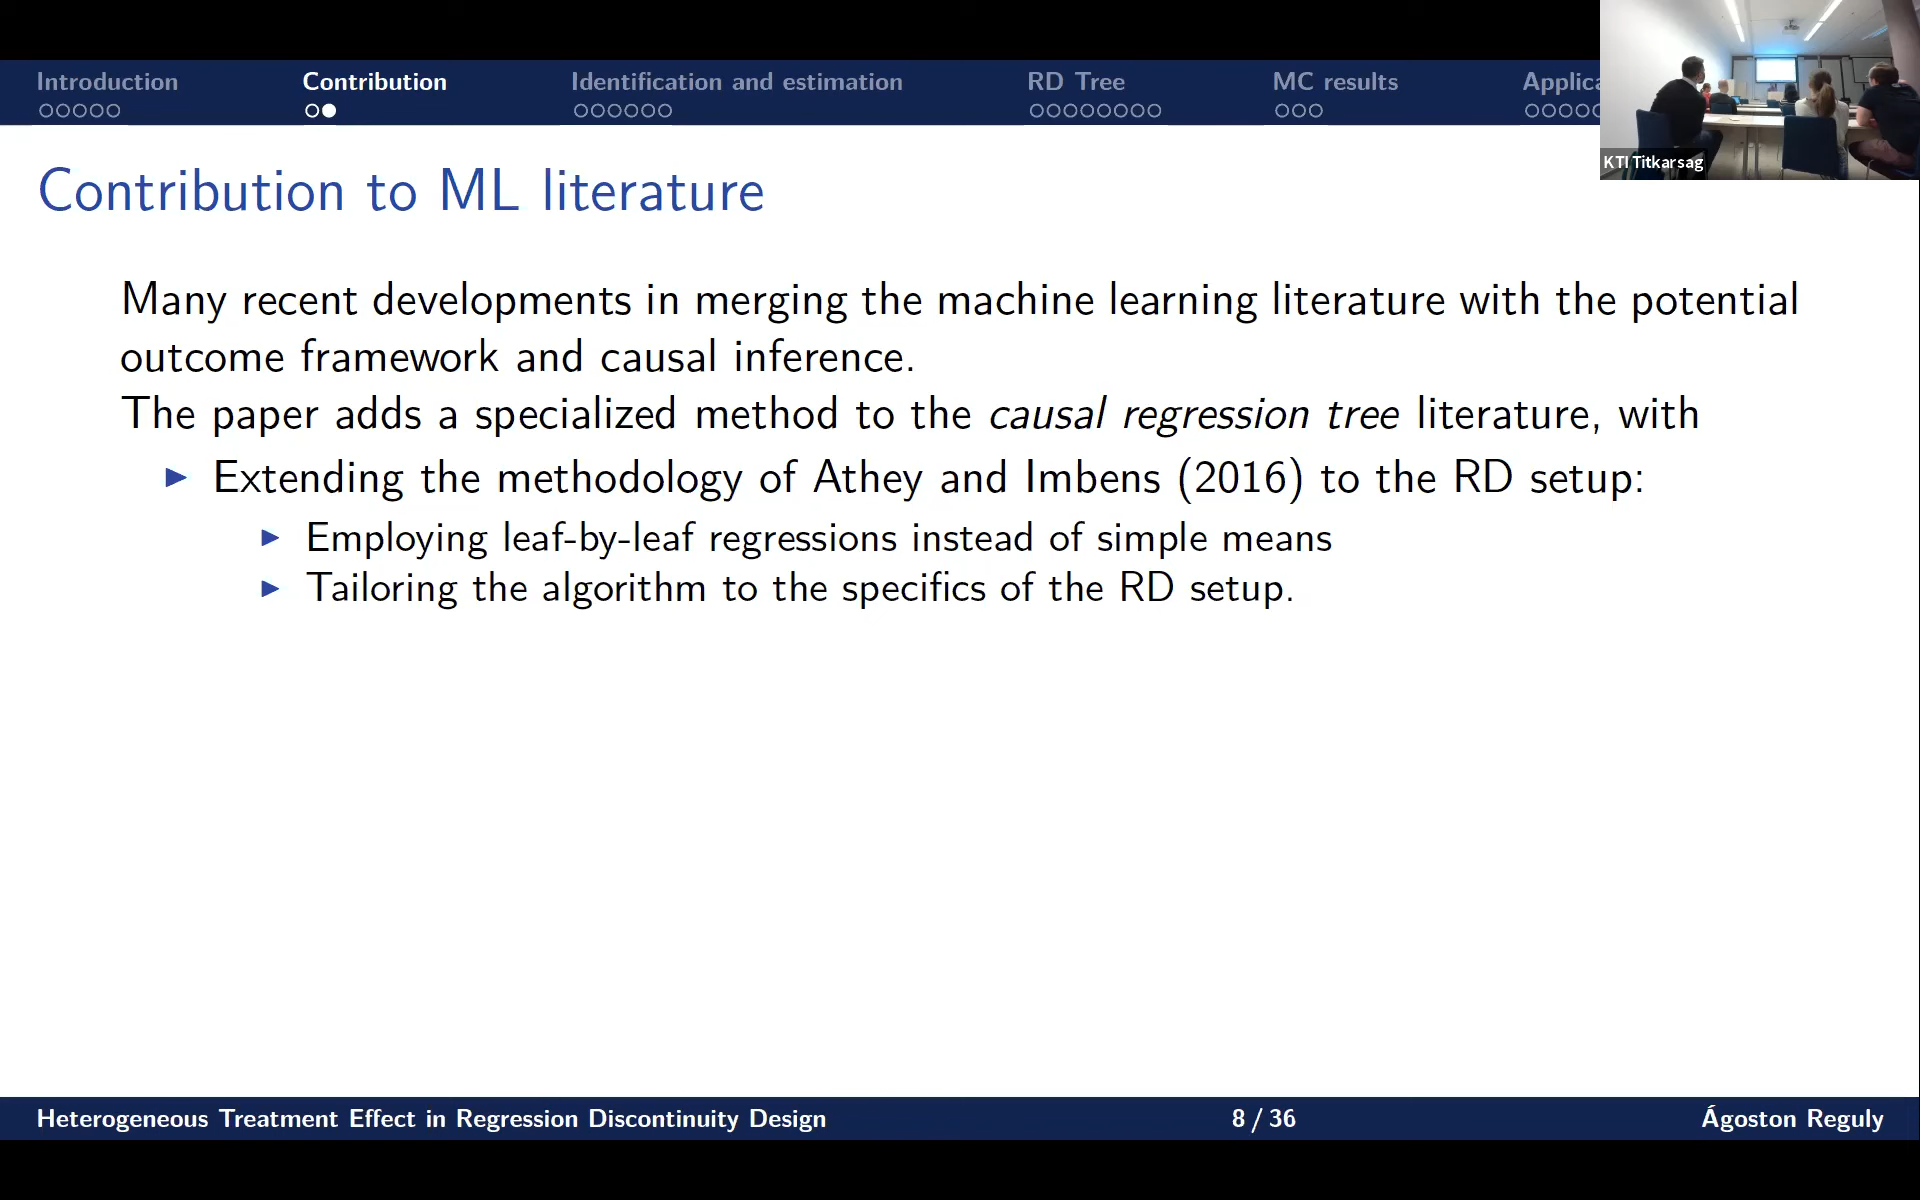 Introduction
Contribution
Identification and estimation
RD Tree
MC results
Applica
KTI Titkarsag
Contribution to ML literature
Many recent developments in merging the machine learning literature with the potential
outcome framework and causal inference.
The paper adds a specialized method to the causal regression tree literature, with
Extending the methodology of Athey and Imbens (2016) to the RD setup:
Employing leaf-by-leaf regressions instead of simple means
Tailoring the algorithm to the specifics of the RD setup.
Heterogeneous Treatment Effect in Regression Discontinuity Design
8 / 36
Ágoston Reguly